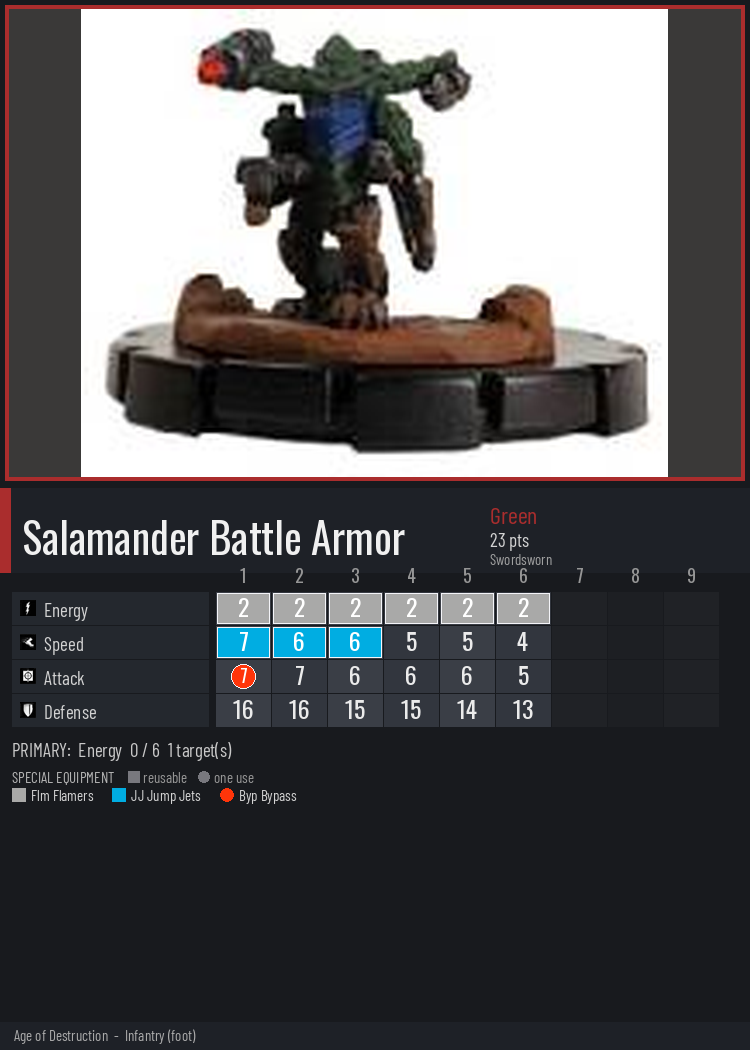 Salamander Battle Armor
Green
23 pts
Swordsworn
1 2 3 4 5 6 7 8 9
Energy 2 2 2 2 2 2
Speed 7 6 6 5 5 4
Attack 7 7 6 6 6 5
Defense 16 16 15 15 14 13
PRIMARY: Energy 0 / 6 1 target(s)
SPECIAL EQUIPMENT reusable one use
Flm Flamers JJ Jump Jets Byp Bypass
Age of Destruction - Infantry (foot)